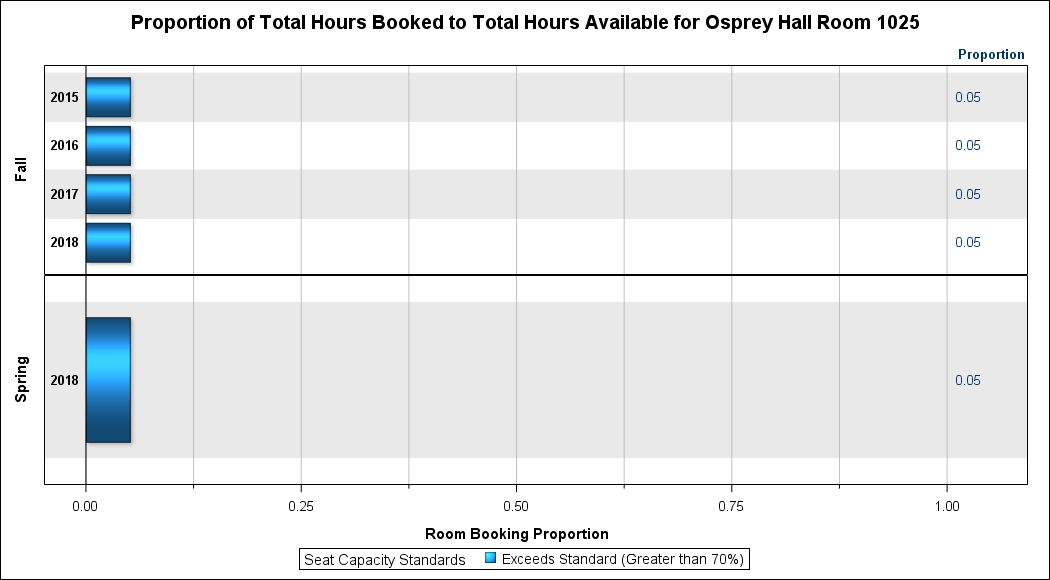 Proportion of Total Hours Booked to Total Hours Available for Osprey Hall Room 1025
Proportion
Fall
2015 0.05
2016 0.05
2017 0.05
2018 0.05
Spring
2018 0.05
0.00 0.25 0.50 0.75 1.00
Room Booking Proportion
Seat Capacity Standards Exceeds Standard (Greater than 70%)